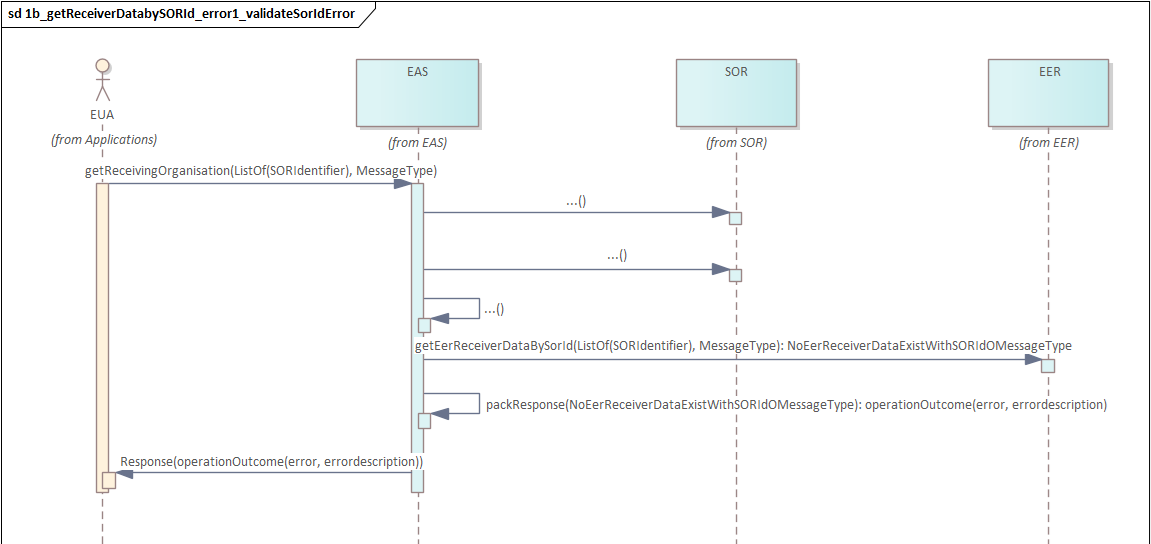 sd 1b_getReceiverDatabySORId_error1_validateSorIdError
EAS
SOR
EER
EUA
(from Applications)
(from EAS)
(from SOR)
(from EER)
getReceivingOrganisation(ListOf(SORIdentifier), MessageType)
...()
...()
...()
getEerReceiverDataBySorId(ListOf(SORIdentifier), MessageType): NoEerReceiverDataExistWithSORIdOMessageType
packResponse(NoEerReceiverDataExistWithSORIdOMessageType): operationOutcome(error, errordescription)
Response(operationOutcome(error, errordescription))